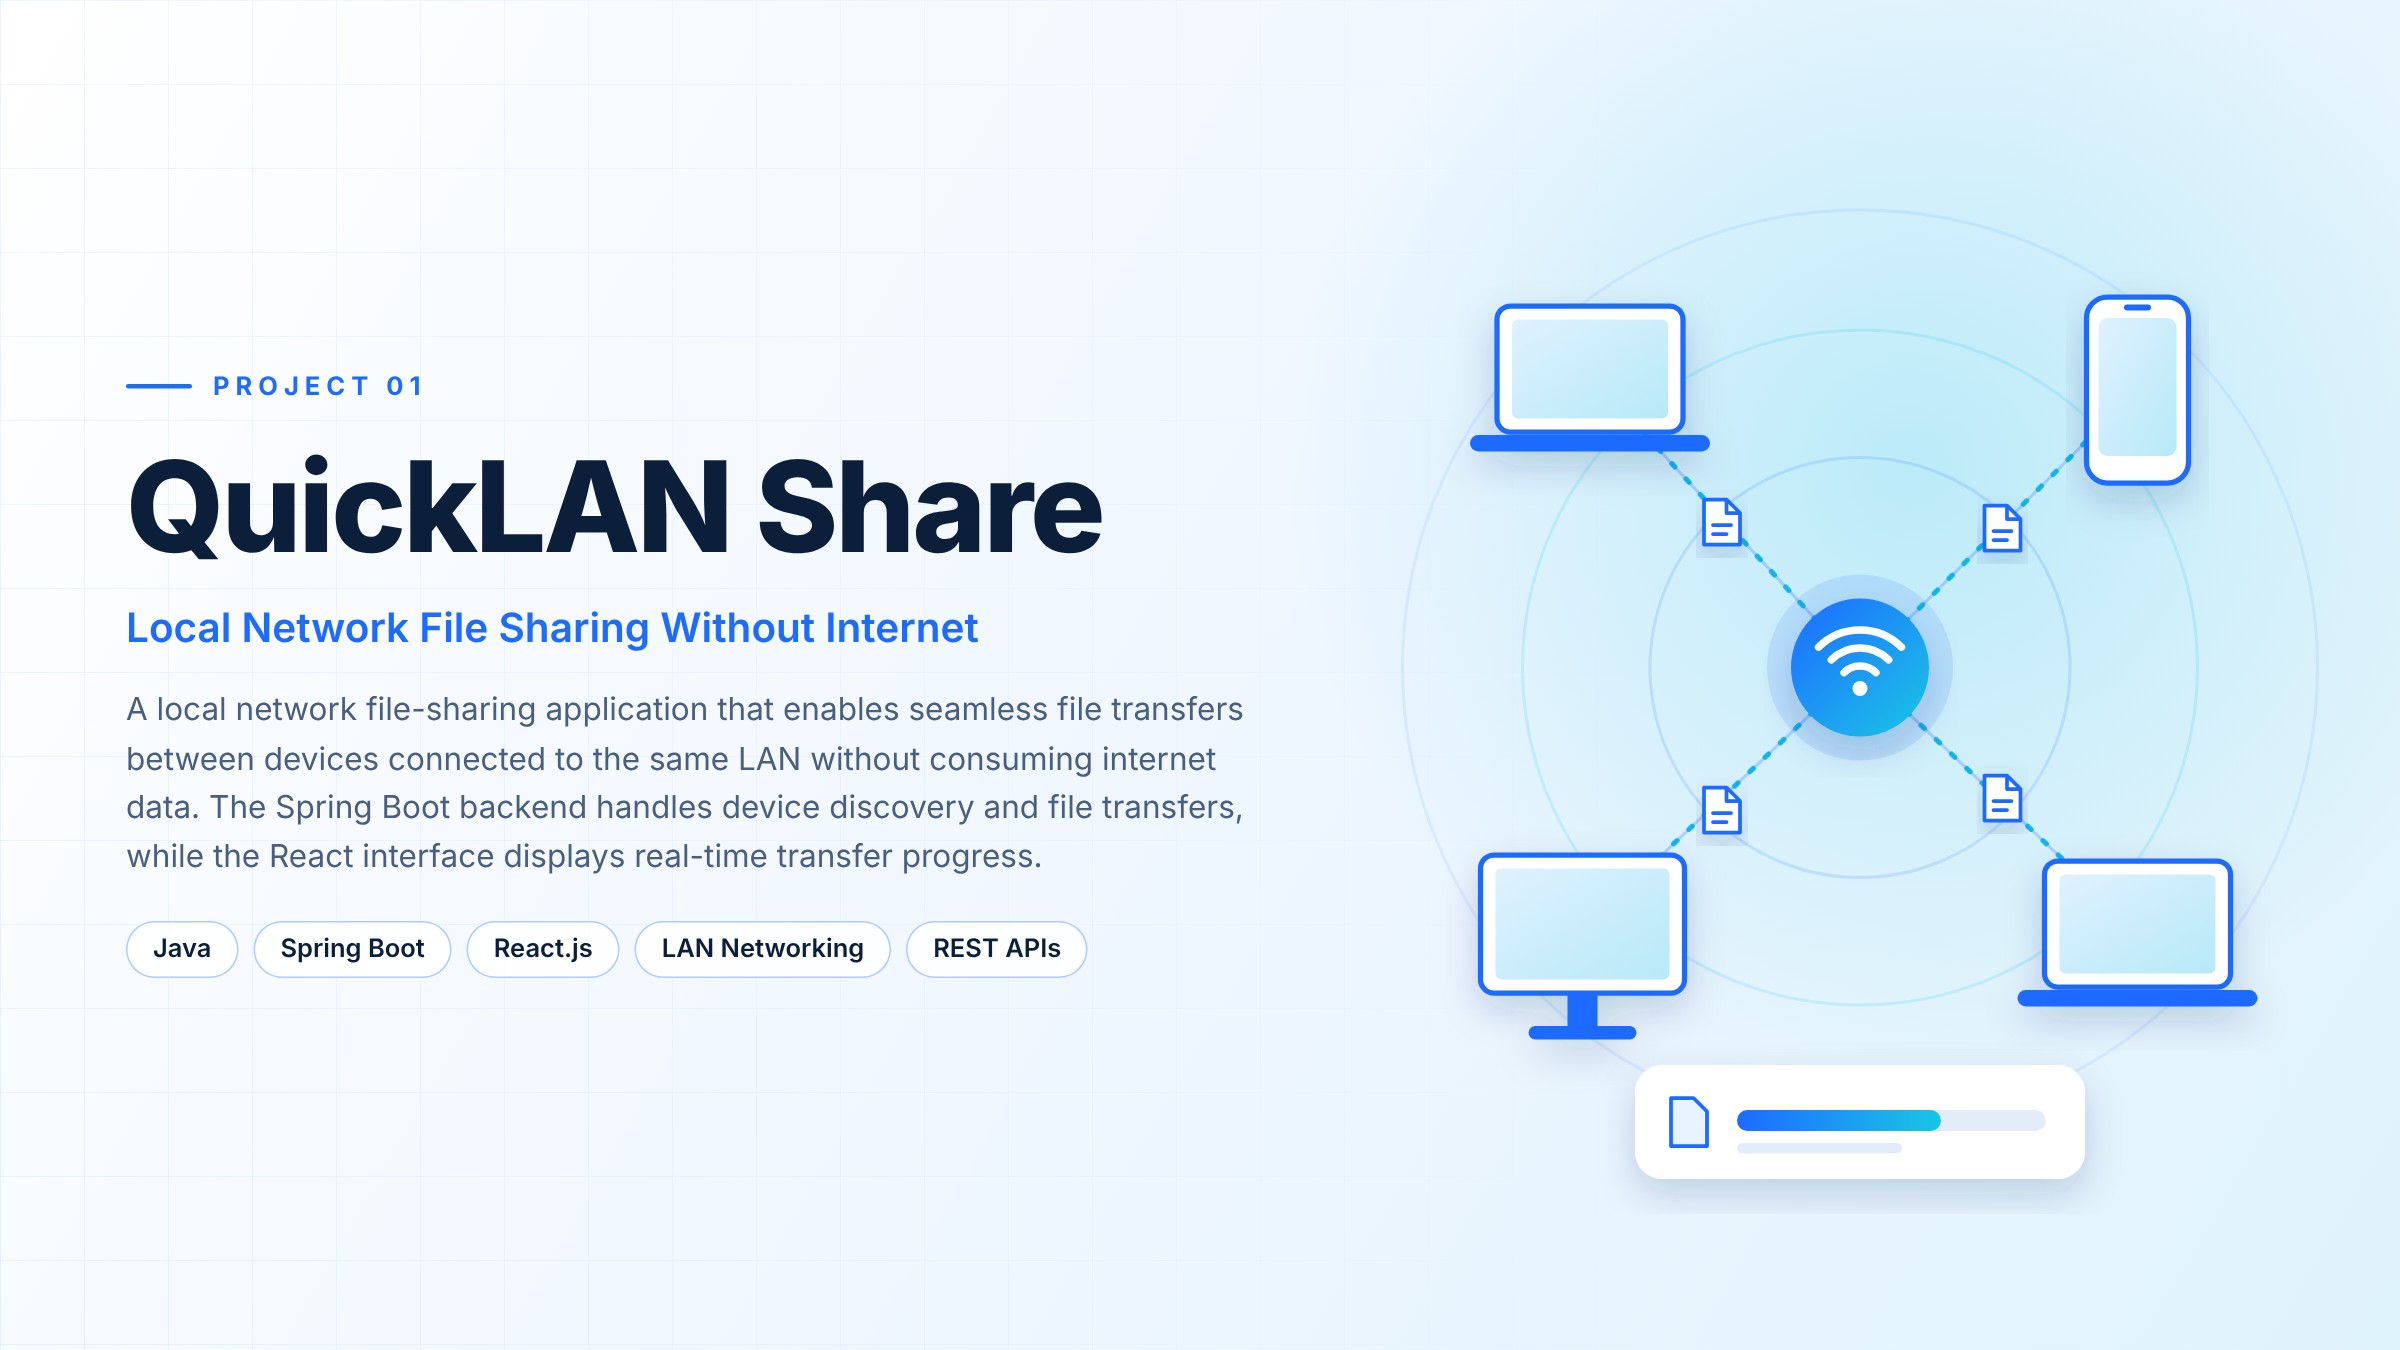 PROJECT 01
QuickLAN Share
Local Network File Sharing Without Internet
A local network file-sharing application that enables seamless file transfers
between devices connected to the same LAN without consuming internet
data. The Spring Boot backend handles device discovery and file transfers,
while the React interface displays real-time transfer progress.
Java Spring Boot React.js LAN Networking REST APIs